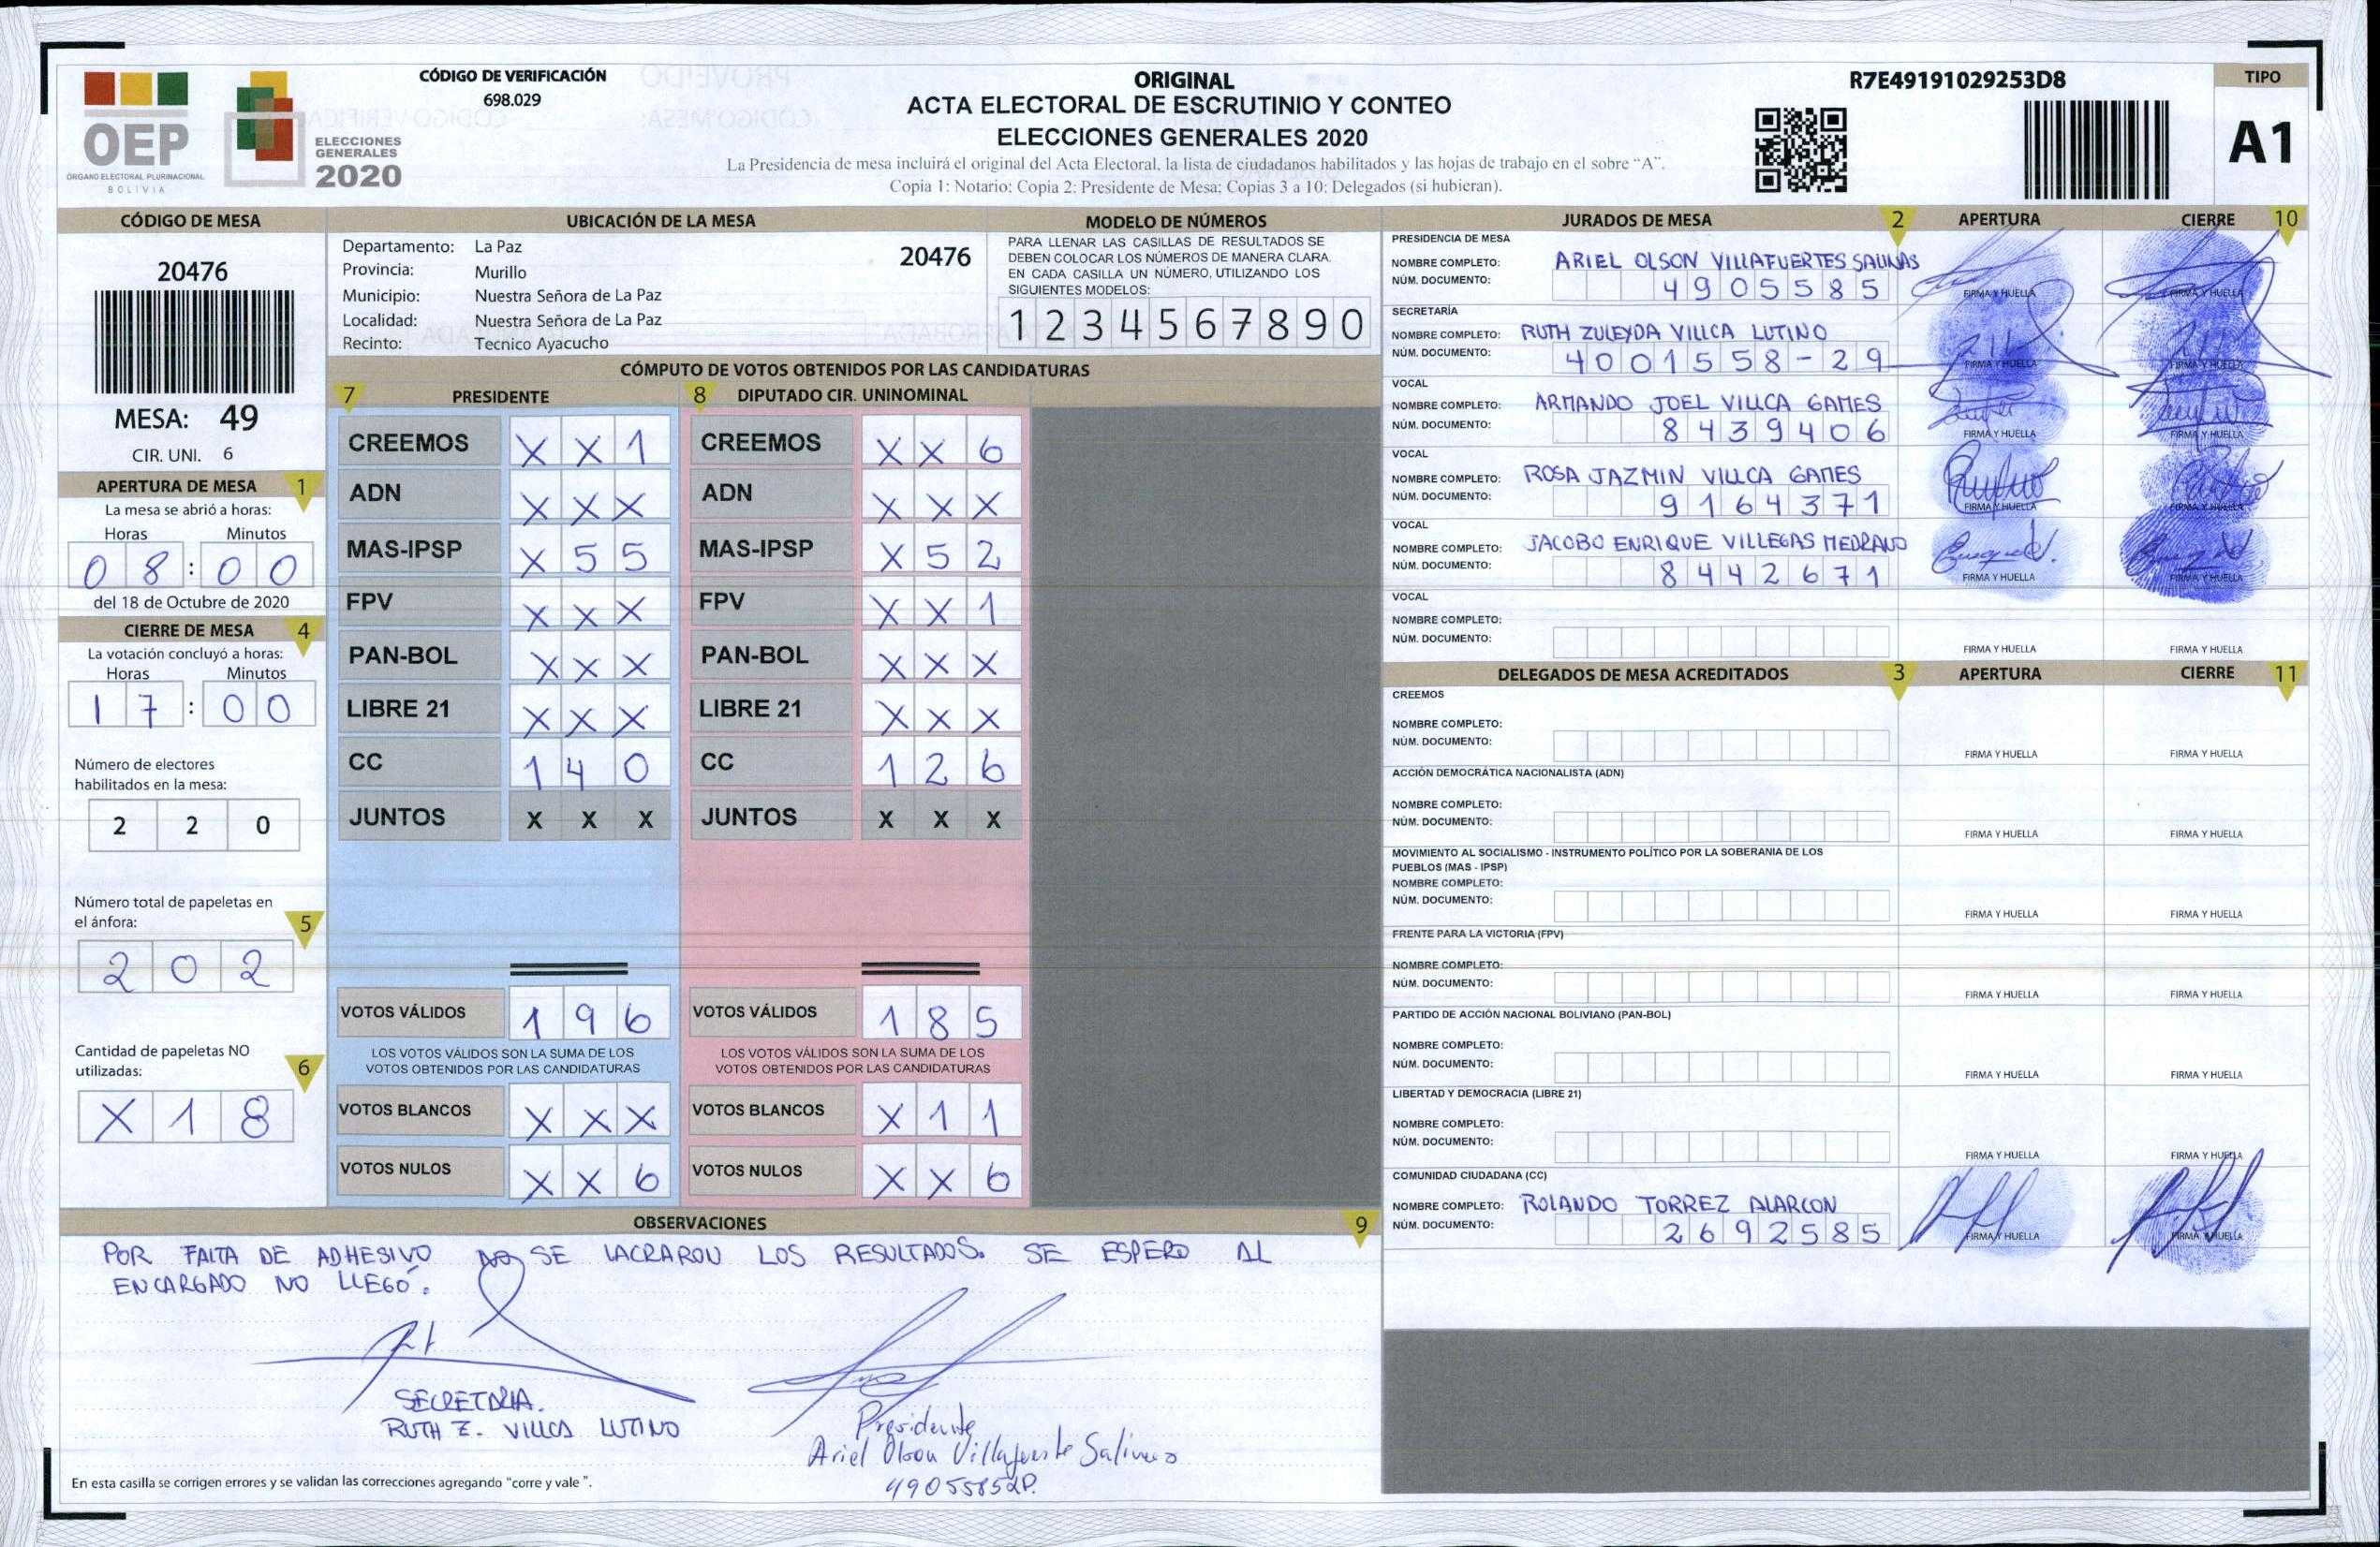 CÓDIGO DE VERIFICACIÓN
698.029
ORIGINAL
ACTA ELECTORAL DE ESCRUTINIO Y CONTEO
ELECCIONES GENERALES 2020
La Presidencia de mesa incluirá el original del Acta Electoral, la lista de ciudadanos habilitados y las hojas de trabajo en el sobre "A".
Copia 1: Notario; Copia 2: Presidente de Mesa; Copias 3 a 10: Delegados (si hubieran).
R7E49191029253D8
TIPO
A1
OEP
ÓRGANO ELECTORAL PLURINACIONAL
BOLIVIA
ELECCIONES
GENERALES
2020
CÓDIGO DE MESA
20476
MESA: 49
CIR. UNI. 6
APERTURA DE MESA 1
La mesa se abrió a horas:
Horas Minutos
08:00
del 18 de Octubre de 2020
CIERRE DE MESA 4
La votación concluyó a horas:
Horas Minutos
17:00
Número de electores
habilitados en la mesa:
2 2 0
Número total de papeletas en
el ánfora: 5
2 0 2
Cantidad de papeletas NO
utilizadas: 6
X 1 8
UBICACIÓN DE LA MESA
Departamento: La Paz 20476
Provincia: Murillo
Municipio: Nuestra Señora de La Paz
Localidad: Nuestra Señora de La Paz
Recinto: Tecnico Ayacucho
MODELO DE NÚMEROS
PARA LLENAR LAS CASILLAS DE RESULTADOS SE
DEBEN COLOCAR LOS NÚMEROS DE MANERA CLARA.
EN CADA CASILLA UN NÚMERO, UTILIZANDO LOS
SIGUIENTES MODELOS:
1 2 3 4 5 6 7 8 9 0
CÓMPUTO DE VOTOS OBTENIDOS POR LAS CANDIDATURAS
7 PRESIDENTE
CREEMOS X X 1
ADN X X X
MAS-IPSP X 5 5
FPV X X X
PAN-BOL X X X
LIBRE 21 X X X
CC 1 4 0
JUNTOS X X X
VOTOS VÁLIDOS 1 9 6
LOS VOTOS VÁLIDOS SON LA SUMA DE LOS
VOTOS OBTENIDOS POR LAS CANDIDATURAS
VOTOS BLANCOS X X X
VOTOS NULOS X X 6
8 DIPUTADO CIR. UNINOMINAL
CREEMOS X X 6
ADN X X X
MAS-IPSP X 5 2
FPV X X 1
PAN-BOL X X X
LIBRE 21 X X X
CC 1 2 6
JUNTOS X X X
VOTOS VÁLIDOS 1 8 5
LOS VOTOS VÁLIDOS SON LA SUMA DE LOS
VOTOS OBTENIDOS POR LAS CANDIDATURAS
VOTOS BLANCOS X 1 1
VOTOS NULOS X X 6
OBSERVACIONES 9
POR FALTA DE ADHESIVO NO SE LACRARON LOS RESULTADOS. SE ESPERO AL
ENCARGADO NO LLEGÓ.
SECRETARIA.
RUTH Z. VILLCA LUTINO
Presidente
Ariel Olson Villafuerte Salinas
4905585LP.
En esta casilla se corrigen errores y se validan las correcciones agregando "corre y vale".
JURADOS DE MESA 2 APERTURA CIERRE 10
PRESIDENCIA DE MESA
NOMBRE COMPLETO: ARIEL OLSON VILLAFUERTES SALINAS
NÚM. DOCUMENTO: 4905585
FIRMA Y HUELLA FIRMA Y HUELLA
SECRETARÍA
NOMBRE COMPLETO: RUTH ZULEYDA VILLCA LUTINO
NÚM. DOCUMENTO: 4001558-29
FIRMA Y HUELLA FIRMA Y HUELLA
VOCAL
NOMBRE COMPLETO: ARMANDO JOEL VILLCA GAMES
NÚM. DOCUMENTO: 8439406
FIRMA Y HUELLA FIRMA Y HUELLA
VOCAL
NOMBRE COMPLETO: ROSA JAZMIN VILLCA GAMES
NÚM. DOCUMENTO: 9164371
FIRMA Y HUELLA FIRMA Y HUELLA
VOCAL
NOMBRE COMPLETO: JACOBO ENRIQUE VILLEGAS MEDRANO
NÚM. DOCUMENTO: 8442671
FIRMA Y HUELLA FIRMA Y HUELLA
VOCAL
NOMBRE COMPLETO:
NÚM. DOCUMENTO:
FIRMA Y HUELLA FIRMA Y HUELLA
DELEGADOS DE MESA ACREDITADOS 3 APERTURA CIERRE 11
CREEMOS
NOMBRE COMPLETO:
NÚM. DOCUMENTO:
FIRMA Y HUELLA FIRMA Y HUELLA
ACCIÓN DEMOCRÁTICA NACIONALISTA (ADN)
NOMBRE COMPLETO:
NÚM. DOCUMENTO:
FIRMA Y HUELLA FIRMA Y HUELLA
MOVIMIENTO AL SOCIALISMO - INSTRUMENTO POLÍTICO POR LA SOBERANIA DE LOS
PUEBLOS (MAS - IPSP)
NOMBRE COMPLETO:
NÚM. DOCUMENTO:
FIRMA Y HUELLA FIRMA Y HUELLA
FRENTE PARA LA VICTORIA (FPV)
NOMBRE COMPLETO:
NÚM. DOCUMENTO:
FIRMA Y HUELLA FIRMA Y HUELLA
PARTIDO DE ACCIÓN NACIONAL BOLIVIANO (PAN-BOL)
NOMBRE COMPLETO:
NÚM. DOCUMENTO:
FIRMA Y HUELLA FIRMA Y HUELLA
LIBERTAD Y DEMOCRACIA (LIBRE 21)
NOMBRE COMPLETO:
NÚM. DOCUMENTO:
FIRMA Y HUELLA FIRMA Y HUELLA
COMUNIDAD CIUDADANA (CC)
NOMBRE COMPLETO: ROLANDO TORREZ ALARCON
NÚM. DOCUMENTO: 2692585
FIRMA Y HUELLA FIRMA Y HUELLA